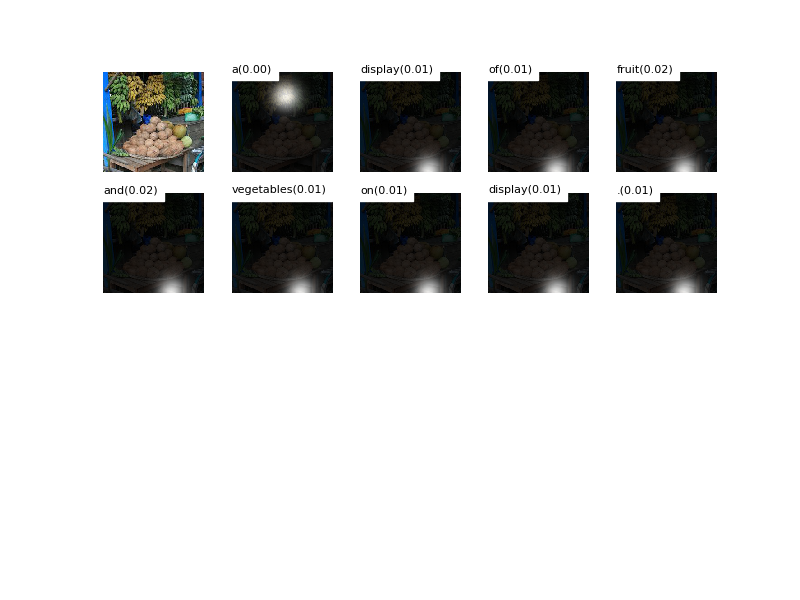 a(0.00) display(0.01) of(0.01) fruit(0.02)
and(0.02) vegetables(0.01) on(0.01) display(0.01) .(0.01)